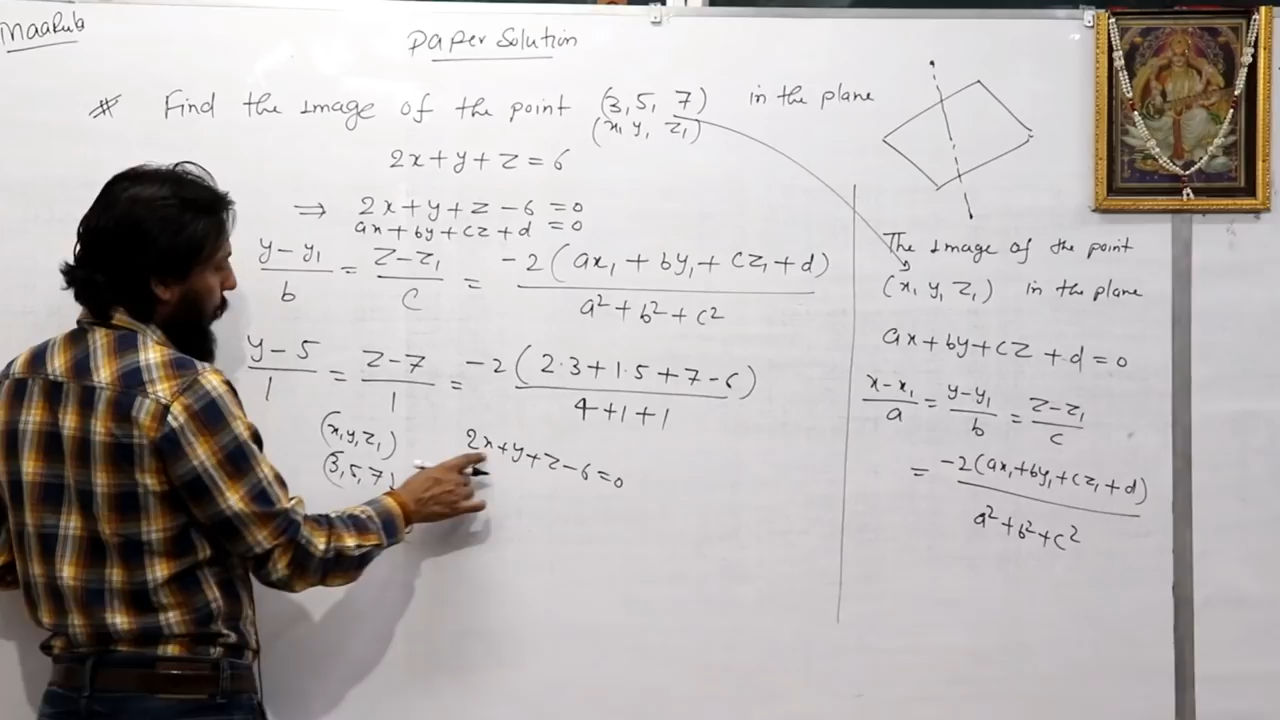 MaaRub
Paper Solution
* Find the image of the point (3, 5, 7) in the plane
(x₁ y₁ z₁)
2x + y + z = 6
⇒ 2x + y + z - 6 = 0
ax + by + cz + d = 0
(y - y₁)/b = (z - z₁)/c = -2(ax₁ + by₁ + cz₁ + d)/(a² + b² + c²)
(y - 5)/1 = (z - 7)/1 = -2(2·3 + 1·5 + 7 - 6)/(4 + 1 + 1)
(x₁, y₁, z₁)
(3, 5, 7)
2x + y + z - 6 = 0
The image of the point
(x₁ y₁ z₁) in the plane
ax + by + cz + d = 0
(x - x₁)/a = (y - y₁)/b = (z - z₁)/c
= -2(ax₁ + by₁ + cz₁ + d)/(a² + b² + c²)